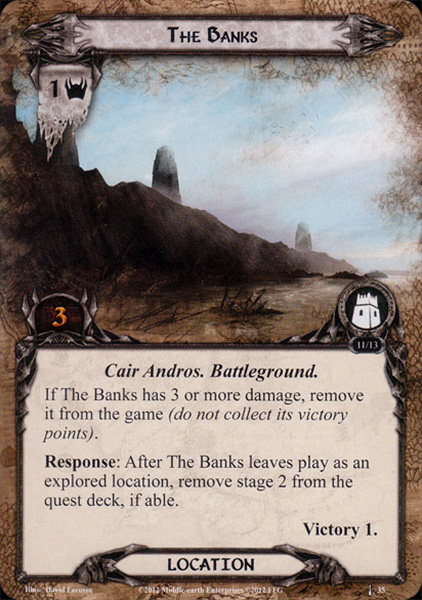 The Banks
1
3
11/13
Cair Andros. Battleground.
If The Banks has 3 or more damage, remove
it from the game (do not collect its victory
points).
Response: After The Banks leaves play as an
explored location, remove stage 2 from the
quest deck, if able.
Victory 1.
LOCATION
Illus. David Lecossu
©2012 Middle-earth Enterprises ©2012 FFG
35